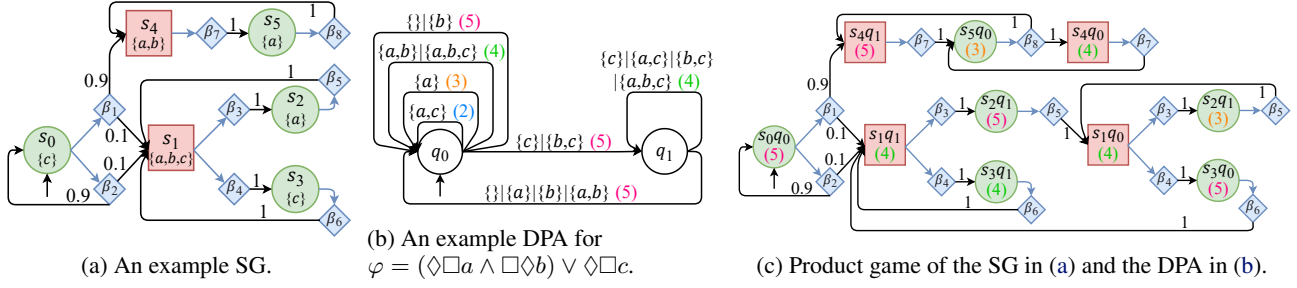 s₄
{a,b}
β₇
1
s₅
{a}
β₈
1
0.9
1
β₁
0.1
s₀
{c}
0.1
β₂
0.9
s₁
{a,b,c}
β₃
1
s₂
{a}
β₅
β₄
1
s₃
{c}
β₆
1
(a) An example SG.
{}|{b} (5)
{a,b}|{a,b,c} (4)
{a} (3)
{a,c} (2)
q₀
{c}|{b,c} (5)
{c}|{a,c}|{b,c}
|{a,b,c} (4)
q₁
{}|{a}|{b}|{a,b} (5)
(b) An example DPA for
φ = (◊□a ∧ □◊b) ∨ ◊□c.
s₄q₁
(5)
β₇
1
s₅q₀
(3)
β₈
1
s₄q₀
(4)
β₇
0.9
β₁
0.1
s₀q₀
(5)
0.1
β₂
0.9
s₁q₁
(4)
β₃
1
s₂q₁
(5)
β₅
1
s₁q₀
(4)
β₃
1
s₂q₁
(3)
β₅
1
β₄
1
s₃q₁
(4)
β₆
1
β₄
1
s₃q₀
(5)
β₆
1
(c) Product game of the SG in (a) and the DPA in (b).